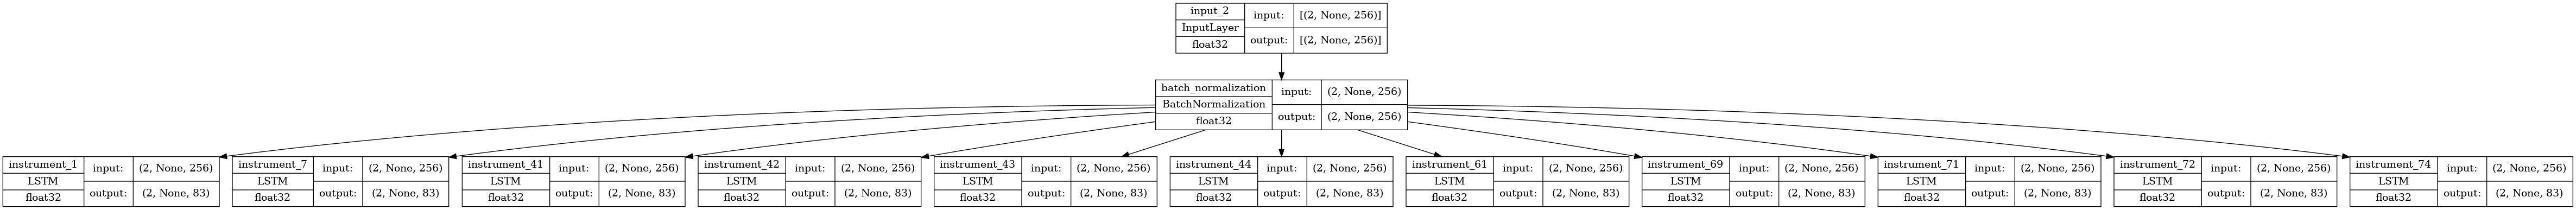 input_2
InputLayer
float32
input:
[(2, None, 256)]
output:
[(2, None, 256)]
batch_normalization
BatchNormalization
float32
input:
(2, None, 256)
output:
(2, None, 256)
instrument_1
LSTM
float32
input:
(2, None, 256)
output:
(2, None, 83)
instrument_7
LSTM
float32
input:
(2, None, 256)
output:
(2, None, 83)
instrument_41
LSTM
float32
input:
(2, None, 256)
output:
(2, None, 83)
instrument_42
LSTM
float32
input:
(2, None, 256)
output:
(2, None, 83)
instrument_43
LSTM
float32
input:
(2, None, 256)
output:
(2, None, 83)
instrument_44
LSTM
float32
input:
(2, None, 256)
output:
(2, None, 83)
instrument_61
LSTM
float32
input:
(2, None, 256)
output:
(2, None, 83)
instrument_69
LSTM
float32
input:
(2, None, 256)
output:
(2, None, 83)
instrument_71
LSTM
float32
input:
(2, None, 256)
output:
(2, None, 83)
instrument_72
LSTM
float32
input:
(2, None, 256)
output:
(2, None, 83)
instrument_74
LSTM
float32
input:
(2, None, 256)
output:
(2, None, 83)